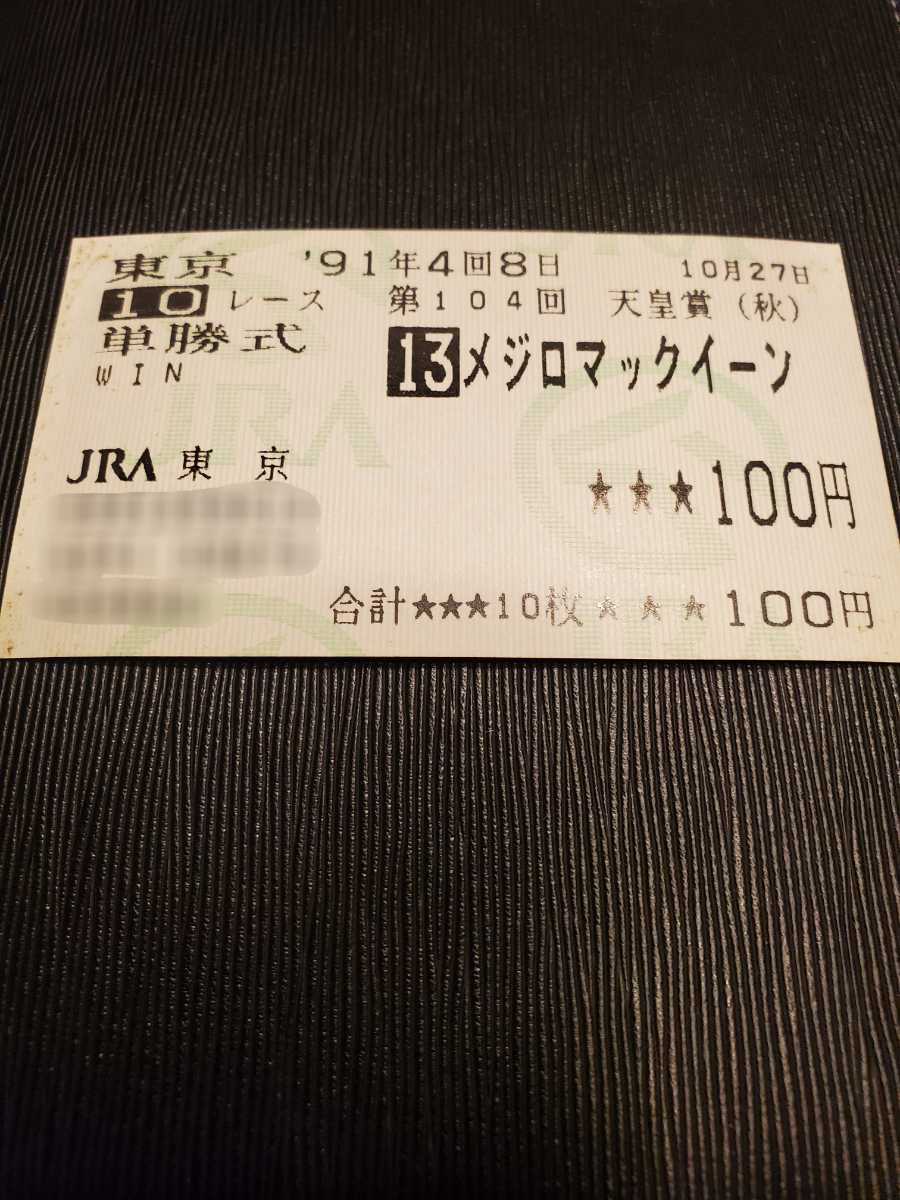 東京 '91年4回8日 10月27日
10 レース 第104回 天皇賞(秋)
単勝式 13 メジロマックイーン
WIN
JRA
JRA 東京
★★★100円
合計★★★10枚★★★100円